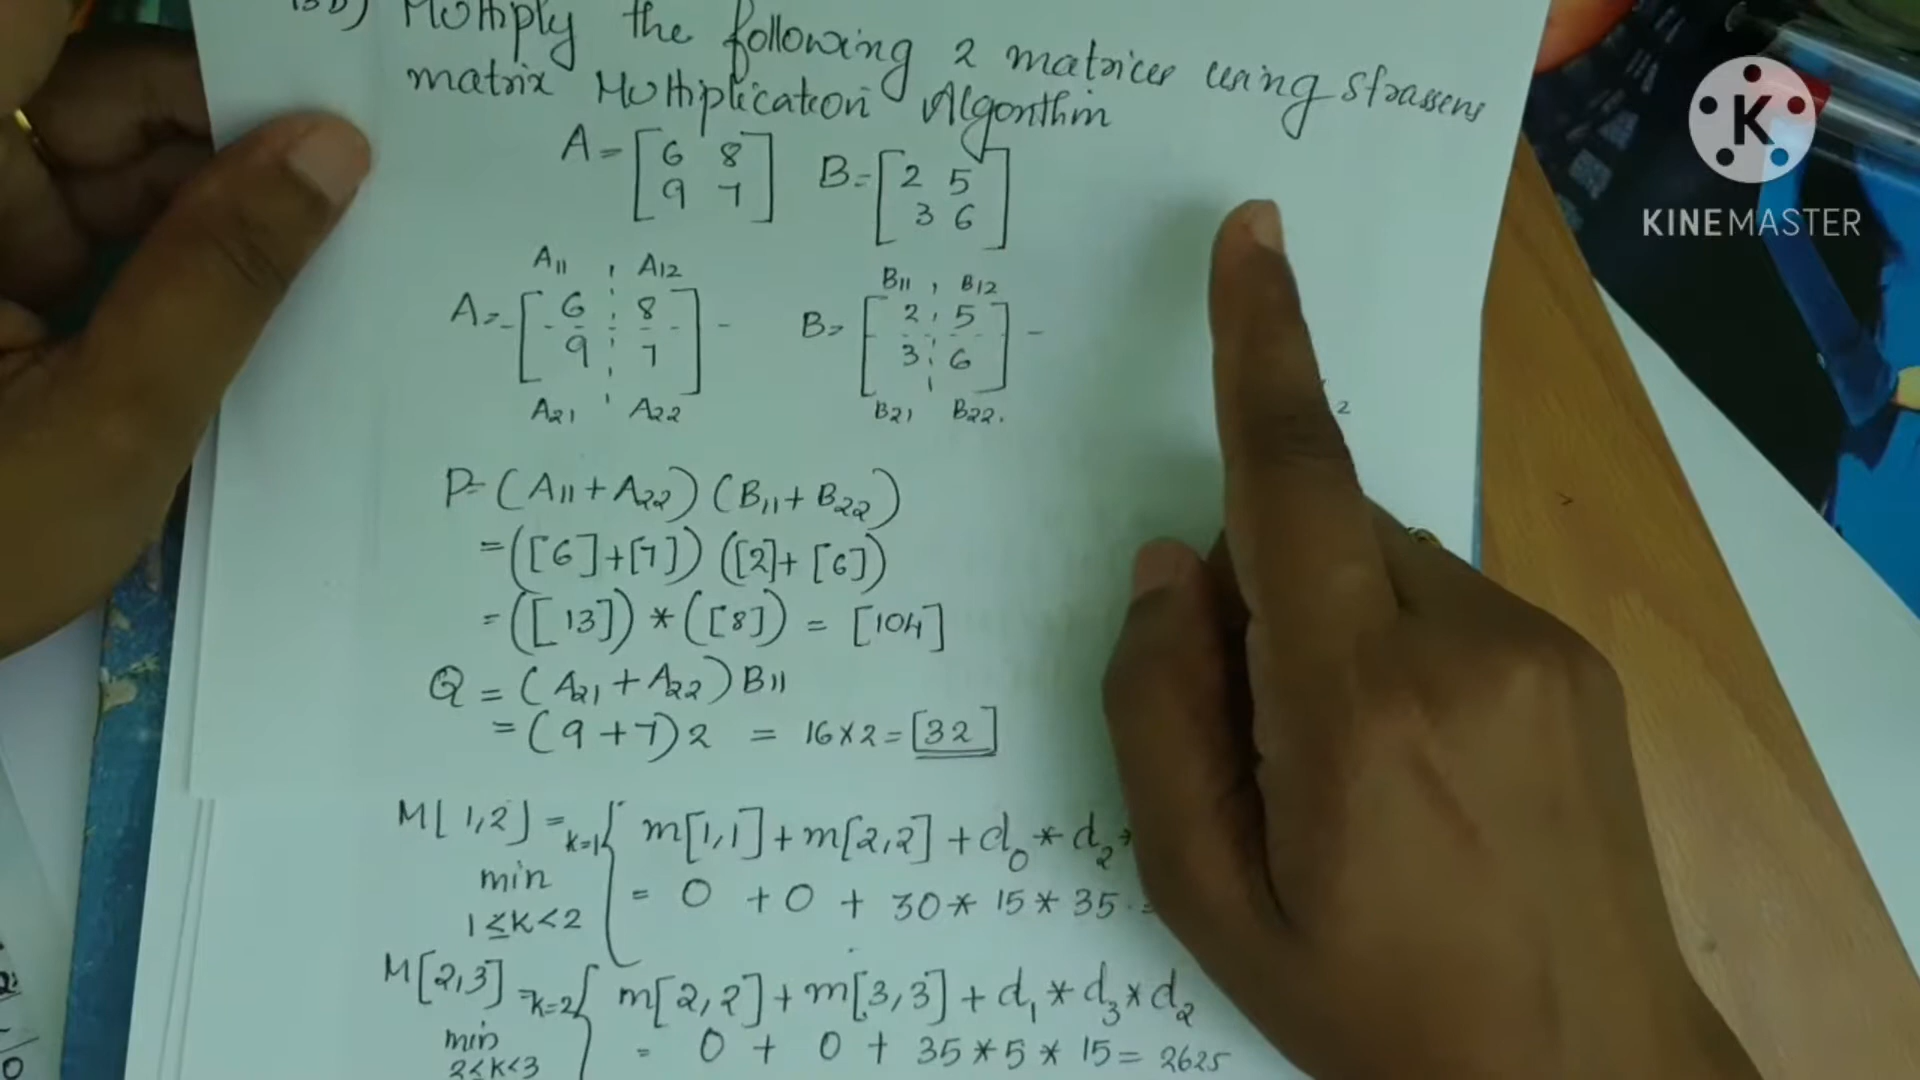 13 b) Multiply the following 2 matrices using Strassens
matrix Multiplication Algorithm
A = [6 8
9 7] B = [2 5
3 6]
A11 A12 B11 B12
A = [6 8
9 7] B = [2 5
3 6]
A21 A22 B21 B22.
P = (A11 + A22) (B11 + B22)
= ([6] + [7]) ([2] + [6])
= ([13]) * ([8]) = [104]
Q = (A21 + A22) B11
= (9 + 7) 2 = 16 x 2 = [32]
M[1,2] = k=1 { m[1,1] + m[2,2] + d0 * d2 *
min
1 ≤ k < 2 = 0 + 0 + 30 * 15 * 35 =
M[2,3] = k=2 { m[2,2] + m[3,3] + d1 * d3 * d2
min = 0 + 0 + 35 * 5 * 15 = 2625
2 ≤ k < 3
K
KINEMASTER